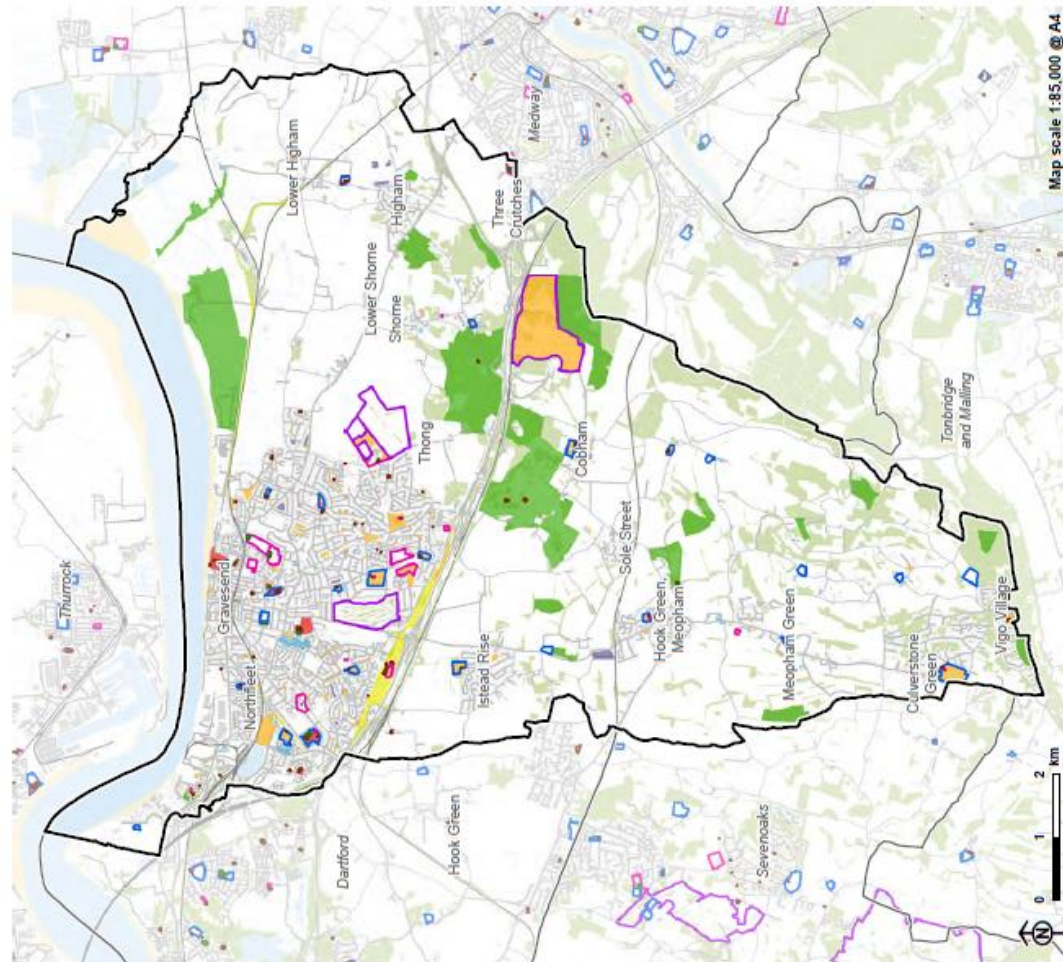 Thurrock
Gravesend
Northfleet
Lower Higham
Higham
Lower Shorne
Shorne
Medway
Three
Crutches
Thong
Dartford
Hook Green
Istead Rise
Cobham
Sole Street
Hook Green,
Meopham
Meopham Green
Sevenoaks
Culverstone
Green
Vigo Village
Tonbridge
and Malling
0 1 2
km
N
Map scale 1:85,000 @ A4